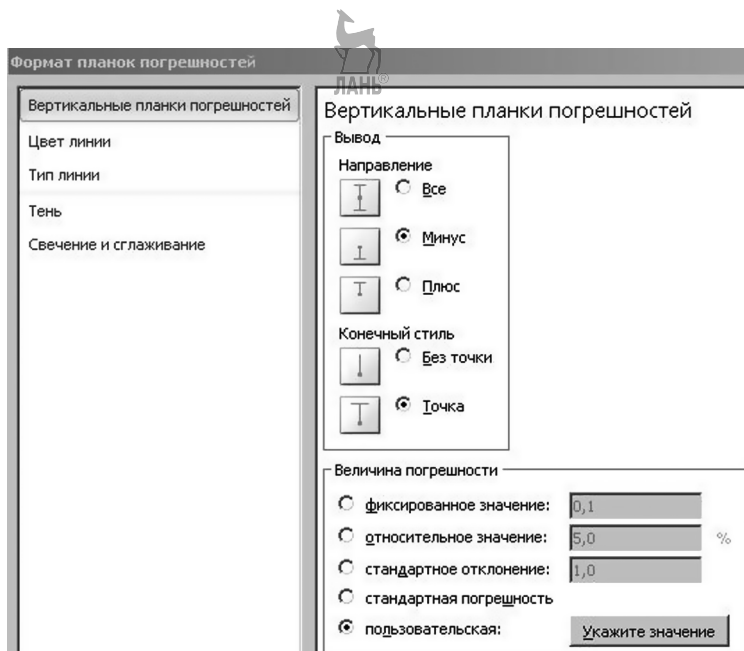 ЛАНЬ®
Формат планок погрешностей
Вертикальные планки погрешностей
Цвет линии
Тип линии
Тень
Свечение и сглаживание
Вертикальные планки погрешностей
Вывод
Направление
Все
Минус
Плюс
Конечный стиль
Без точки
Точка
Величина погрешности
фиксированное значение: 0,1
относительное значение: 5,0 %
стандартное отклонение: 1,0
стандартная погрешность
пользовательская: Укажите значение